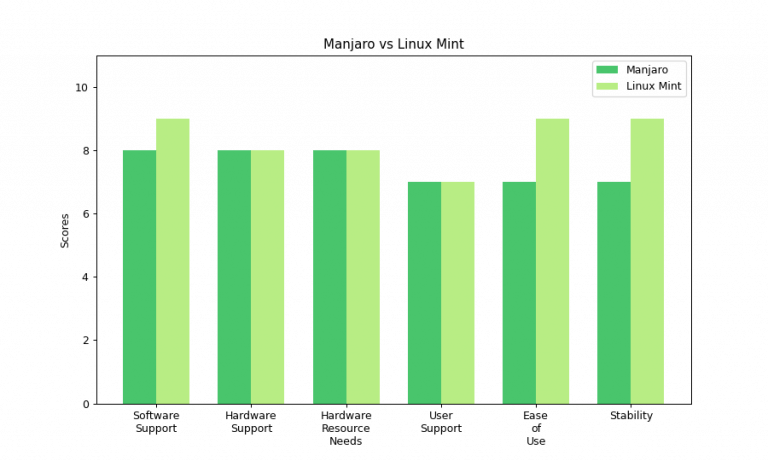 Manjaro vs Linux Mint
Manjaro
Linux Mint
10
8
6
4
2
0
Scores
Software
Support
Hardware
Support
Hardware
Resource
Needs
User
Support
Ease
of
Use
Stability